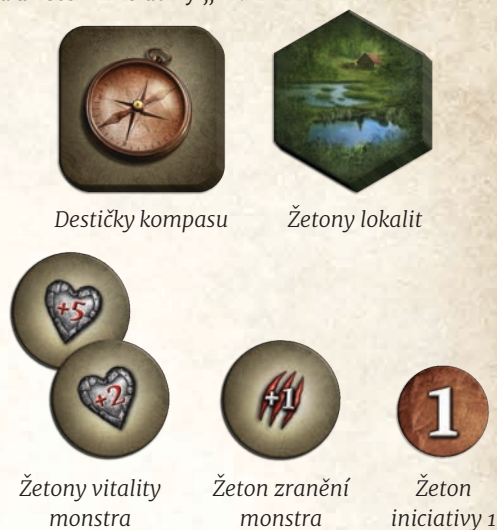 Destičky kompasu
Žetony lokalit
+5
+2
+1
1
Žetony vitality
monstra
Žeton zranění
monstra
Žeton
iniciativy 1